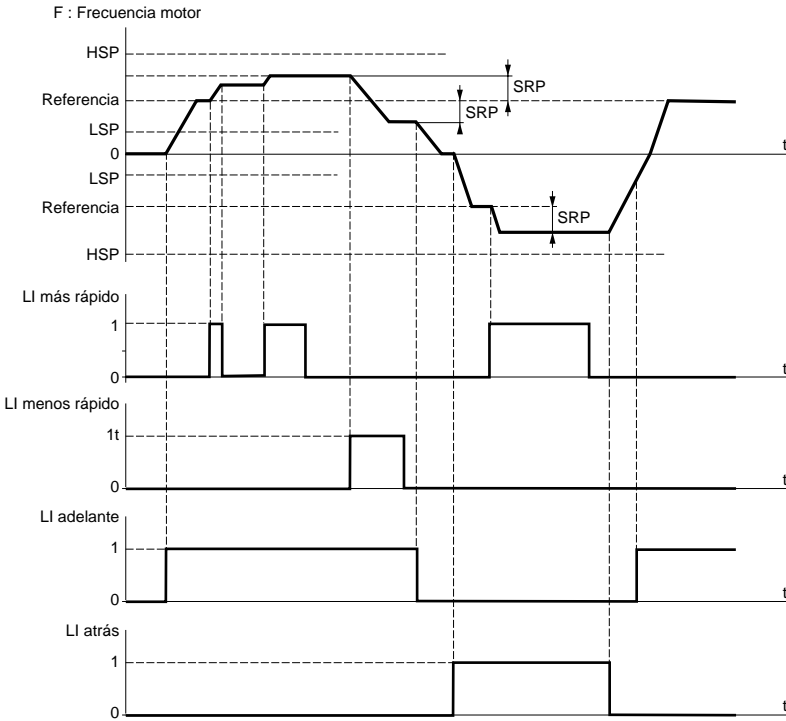 F : Frecuencia motor
HSP
SRP
Referencia
SRP
LSP
t
0
LSP
Referencia
SRP
HSP
LI más rápido
1
t
0
LI menos rápido
1t
t
0
LI adelante
1
t
0
LI atrás
1
t
0